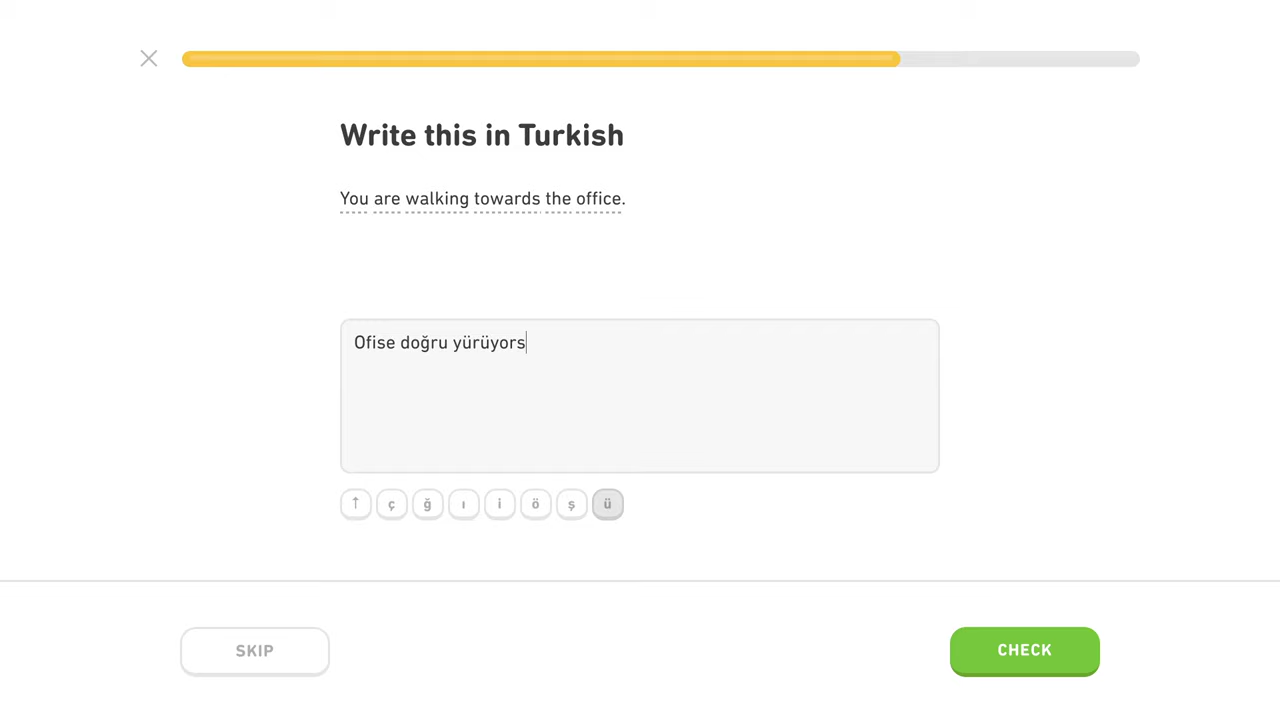 Write this in Turkish
You are walking towards the office.
Ofise doğru yürüyors
↑ ç ğ ı i ö ş ü
SKIP
CHECK